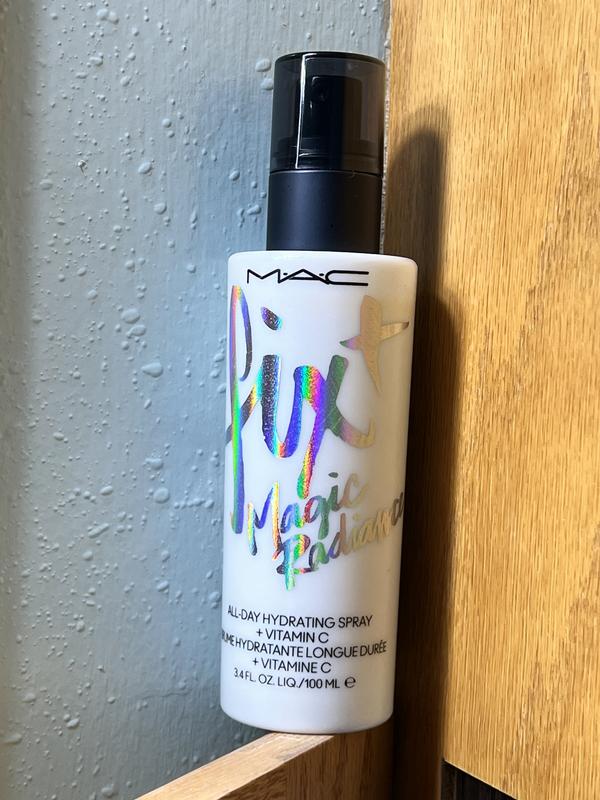 M·A·C
fix+
Magic
Radiance
ALL-DAY HYDRATING SPRAY
+ VITAMIN C
HYDRATANTE LONGUE DURÉE
+ VITAMINE C
3.4 FL. OZ. LIQ./100 ML ℮